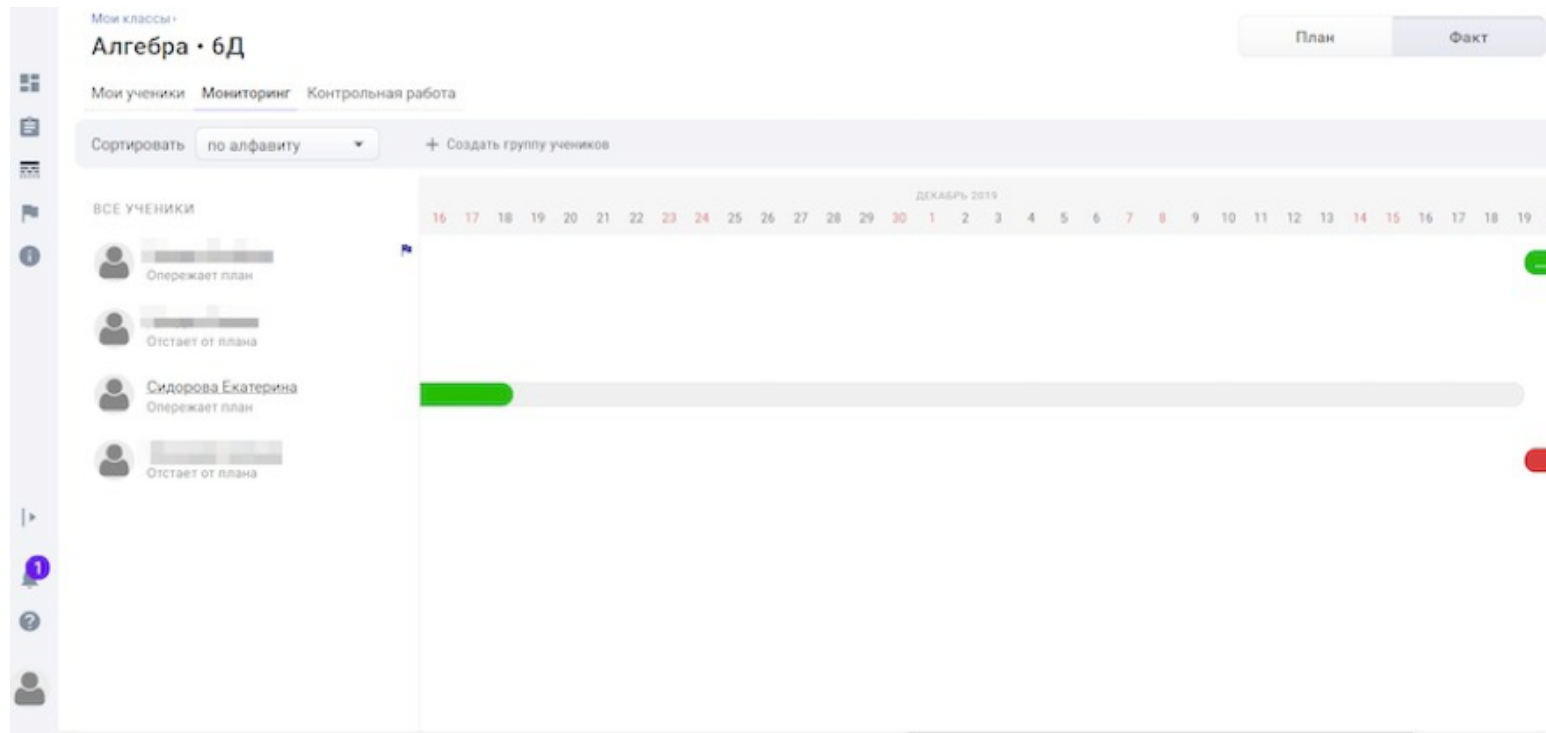 Мои классы ›
Алгебра • 6Д
План Факт
Мои ученики Мониторинг Контрольная работа
Сортировать по алфавиту + Создать группу учеников
ДЕКАБРЬ 2019
ВСЕ УЧЕНИКИ
16 17 18 19 20 21 22 23 24 25 26 27 28 29 30 1 2 3 4 5 6 7 8 9 10 11 12 13 14 15 16 17 18 19
Опережает план
...
Отстает от плана
Сидорова Екатерина
Опережает план
Отстает от плана
1